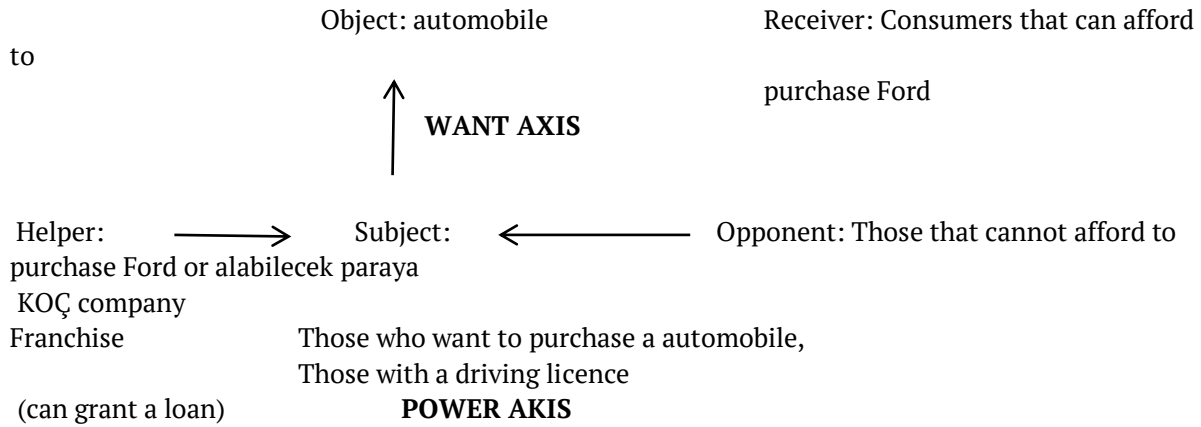 Object: automobile Receiver: Consumers that can afford
to
purchase Ford
WANT AXIS
Helper: Subject: Opponent: Those that cannot afford to
purchase Ford or alabilecek paraya
KOÇ company
Franchise Those who want to purchase a automobile,
Those with a driving licence
(can grant a loan) POWER AKIS